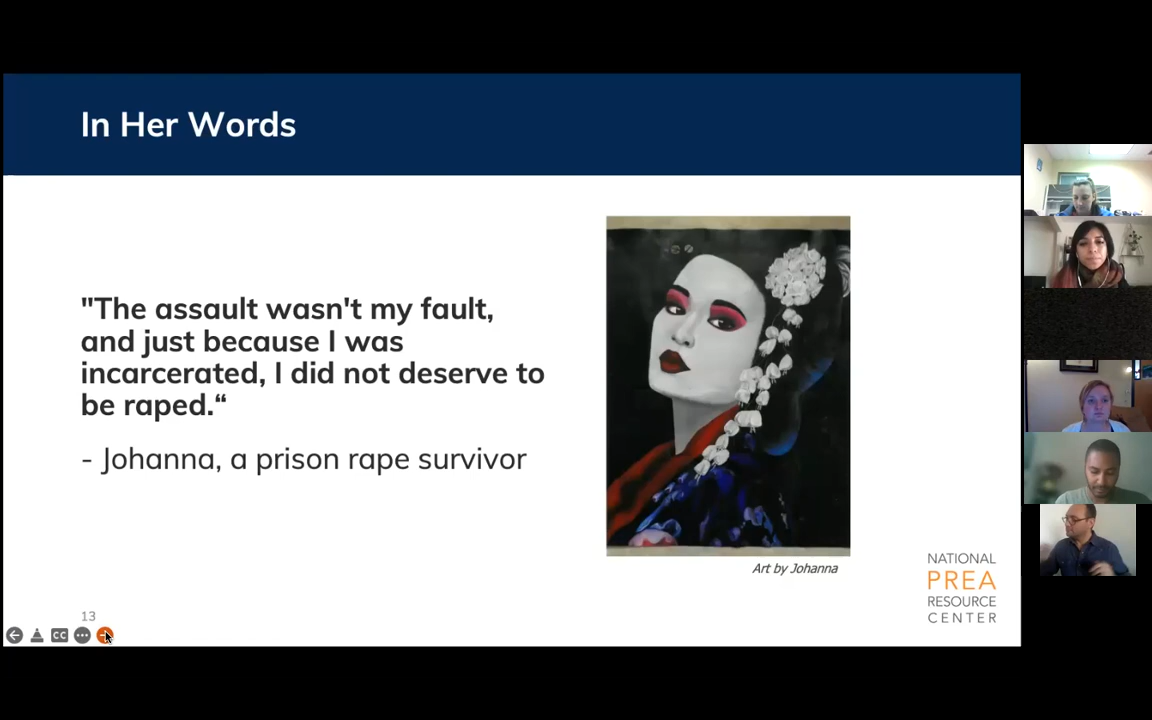 In Her Words
"The assault wasn't my fault,
and just because I was
incarcerated, I did not deserve to
be raped.“
- Johanna, a prison rape survivor
Art by Johanna
NATIONAL
PREA
RESOURCE
CENTER
13
CC